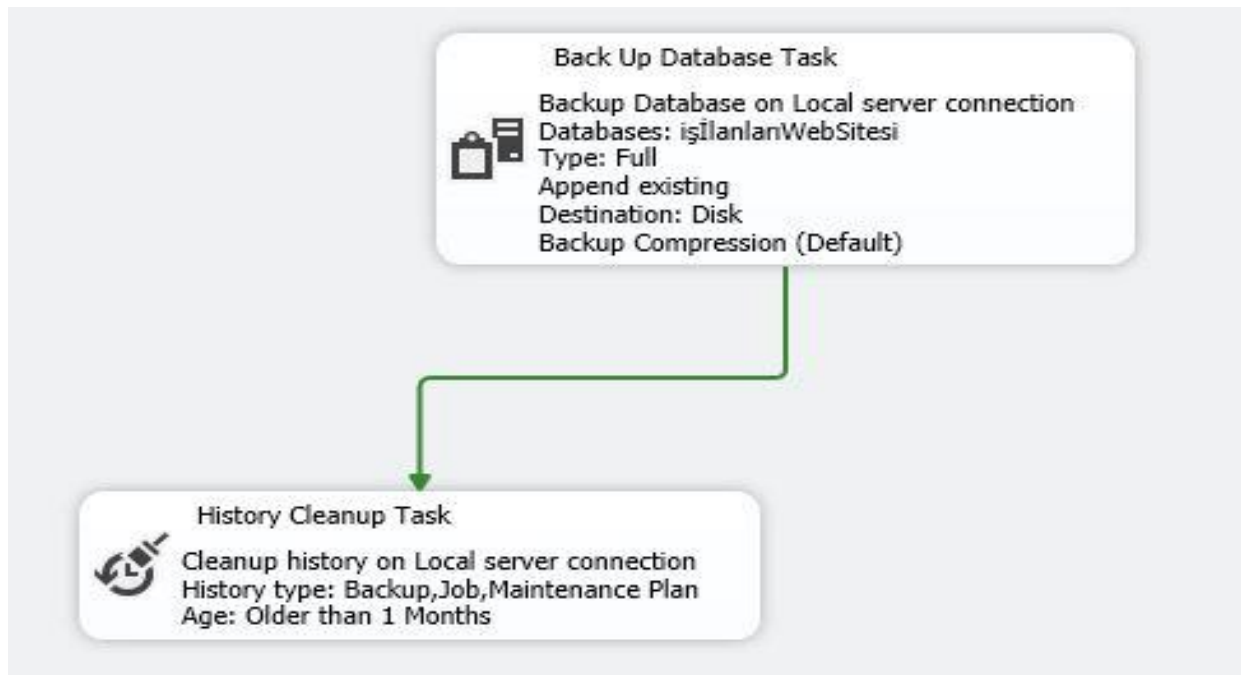 Back Up Database Task
Backup Database on Local server connection
Databases: işİlanlarıWebSitesi
Type: Full
Append existing
Destination: Disk
Backup Compression (Default)
History Cleanup Task
Cleanup history on Local server connection
History type: Backup,Job,Maintenance Plan
Age: Older than 1 Months